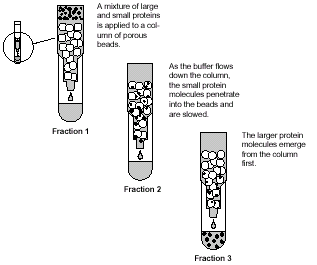 A mixture of large
and small proteins
is applied to a col-
umn of porous
beads.
Fraction 1
As the buffer flows
down the column,
the small protein
molecules penetrate
into the beads and
are slowed.
Fraction 2
The larger protein
molecules emerge
from the column
first.
Fraction 3